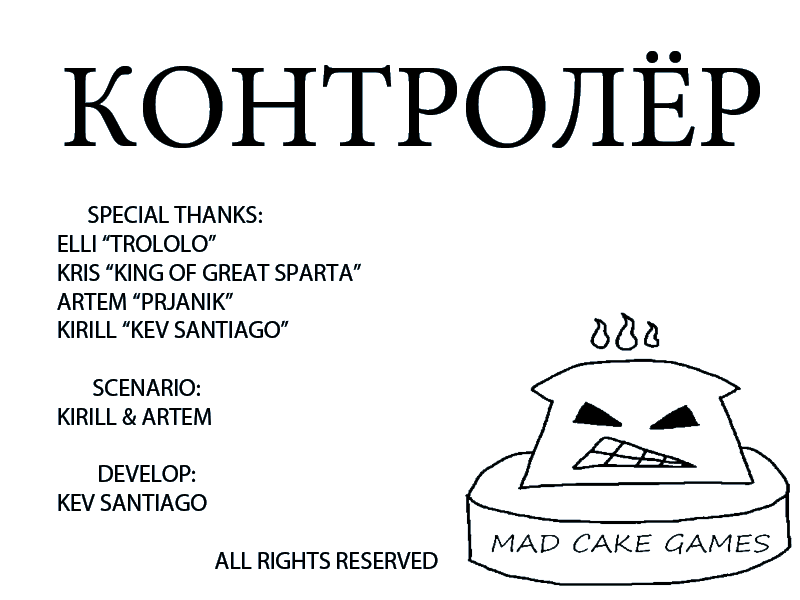 КОНТРОЛЁР
SPECIAL THANKS:
ELLI “TROLOLO”
KRIS “KING OF GREAT SPARTA”
ARTEM “PRJANIK”
KIRILL “KEV SANTIAGO”
SCENARIO:
KIRILL & ARTEM
DEVELOP:
KEV SANTIAGO
ALL RIGHTS RESERVED
MAD CAKE GAMES